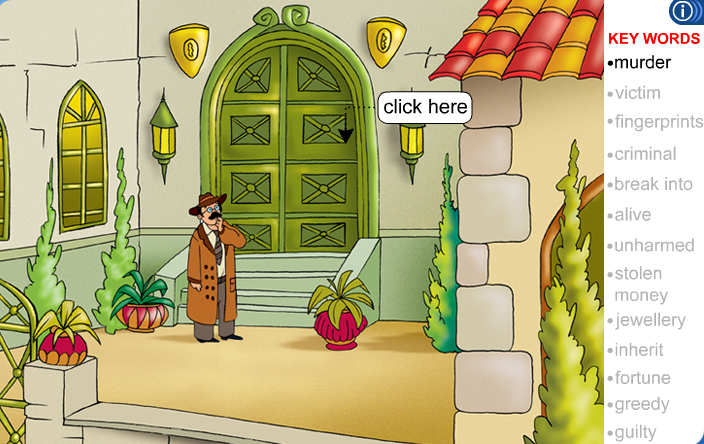 KEY WORDS
•murder
click here
•victim
•fingerprints
•criminal
•break into
•alive
•unharmed
•stolen
money
•jewellery
•inherit
•fortune
•greedy
•guilty